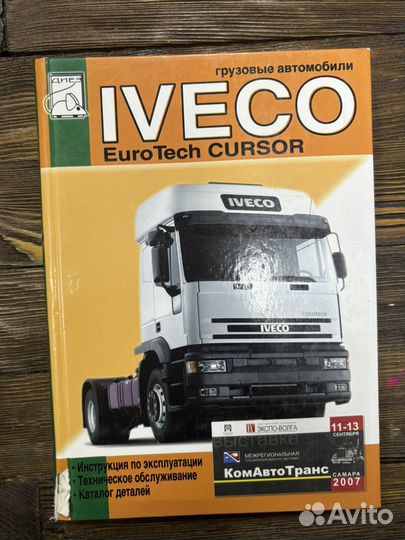 ДИЕЗ
грузовые автомобили
IVECO
EuroTech CURSOR
IVECO
EuroTech
IVECO
• Инструкция по эксплуатации
• Техническое обслуживание
• Каталог деталей
ЭКСПО-ВОЛГА
ВЫСТАВКА
МЕЖРЕГИОНАЛЬНАЯ
КомАвтоТранс
11-13
СЕНТЯБРЯ
САМАРА
2007
Avito